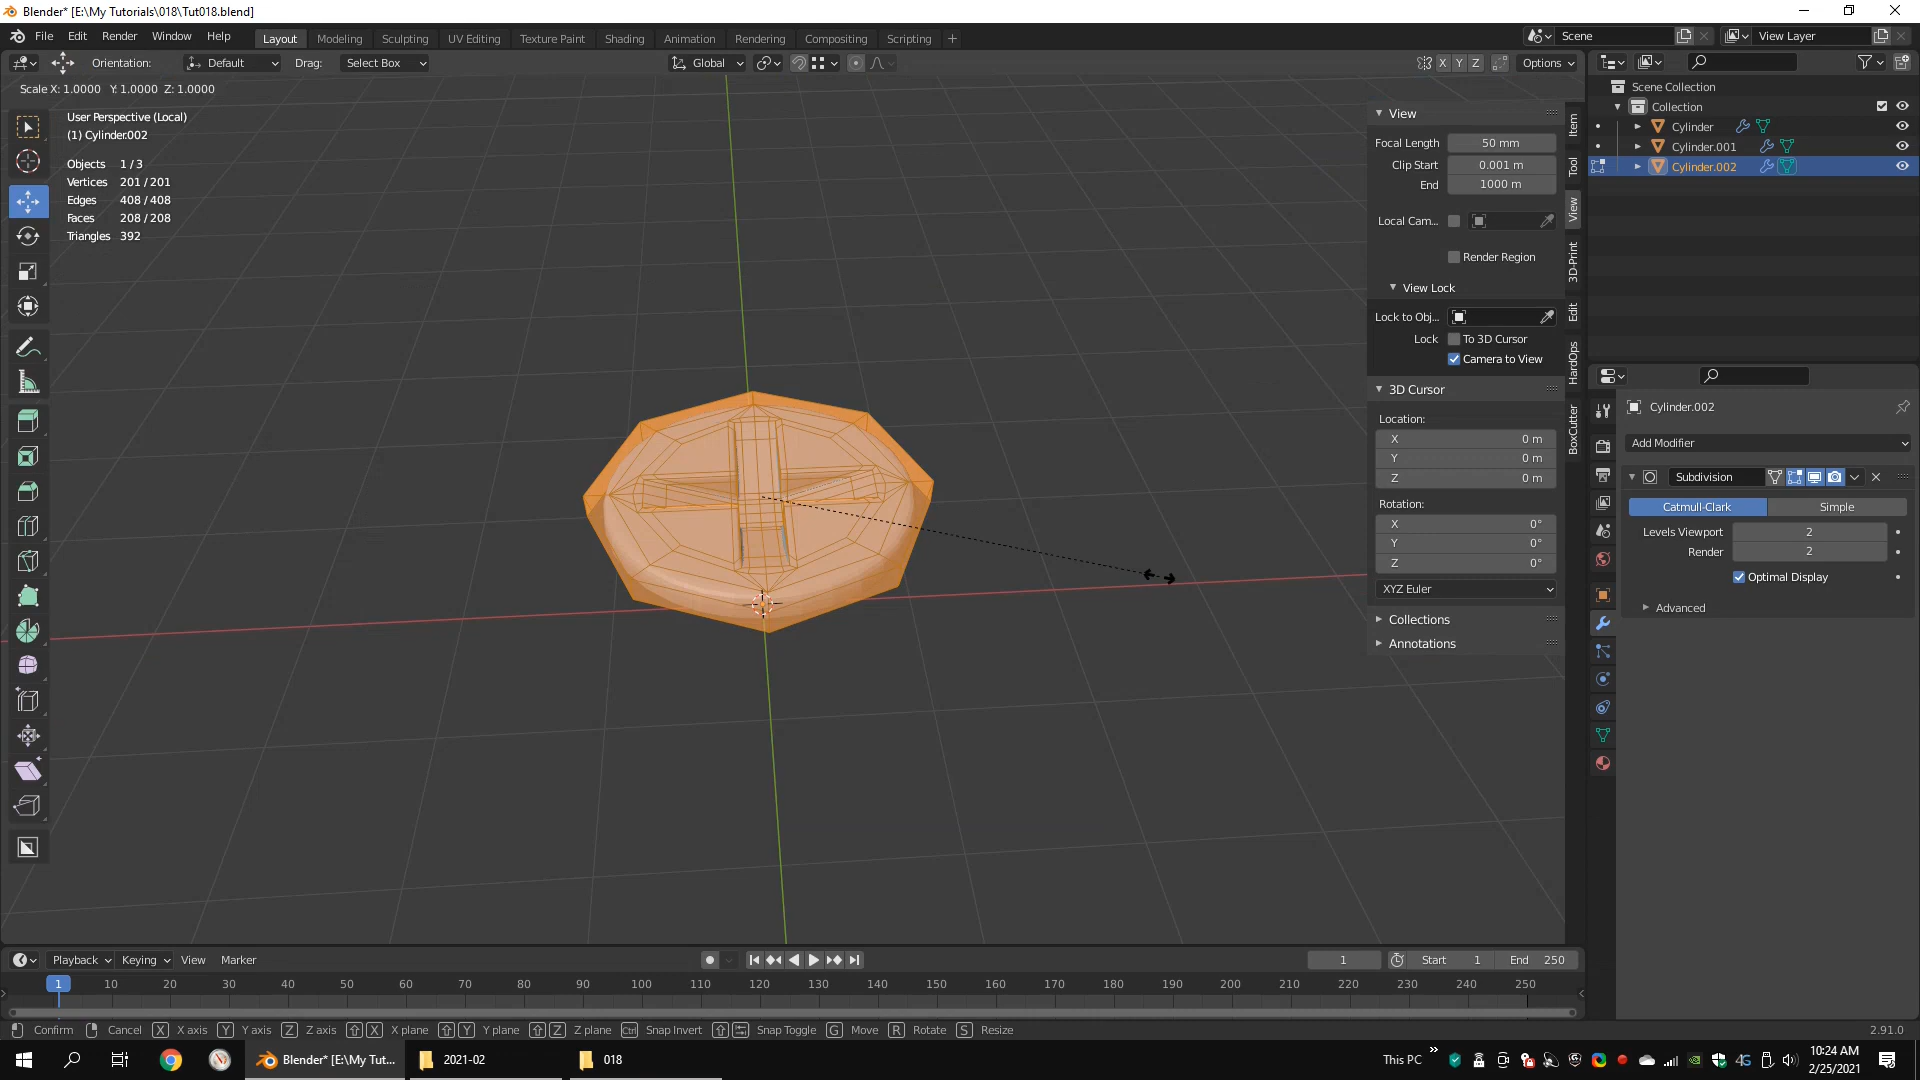 Blender* [E:\My Tutorials\018\Tut018.blend]
File Edit Render Window Help Layout Modeling Sculpting UV Editing Texture Paint Shading Animation Rendering Compositing Scripting + Scene View Layer
Orientation: Default Drag: Select Box Global X Y Z Options
Scale X: 1.0000 Y: 1.0000 Z: 1.0000
User Perspective (Local)
(1) Cylinder.002
Objects 1 / 3
Vertices 201 / 201
Edges 408 / 408
Faces 208 / 208
Triangles 392
View
Focal Length 50 mm
Clip Start 0.001 m
End 1000 m
Local Cam...
Render Region
View Lock
Lock to Obj...
Lock To 3D Cursor
Camera to View
3D Cursor
Location:
X 0 m
Y 0 m
Z 0 m
Rotation:
X 0°
Y 0°
Z 0°
XYZ Euler
Collections
Annotations
Item
Tool
View
3D-Print
Edit
HardOps
BoxCutter
Scene Collection
Collection
Cylinder
Cylinder.001
Cylinder.002
Cylinder.002
Add Modifier
Subdivision
Catmull-Clark Simple
Levels Viewport 2
Render 2
Optimal Display
Advanced
Playback Keying View Marker 1 Start 1 End 250
1 10 20 30 40 50 60 70 80 90 100 110 120 130 140 150 160 170 180 190 200 210 220 230 240 250
Confirm Cancel X X axis Y Y axis Z Z axis X X plane Y Y plane Z Z plane Ctrl Snap Invert Snap Toggle G Move R Rotate S Resize 2.91.0
Blender* [E:\My Tut... 2021-02 018 This PC » 4G 10:24 AM
2/25/2021